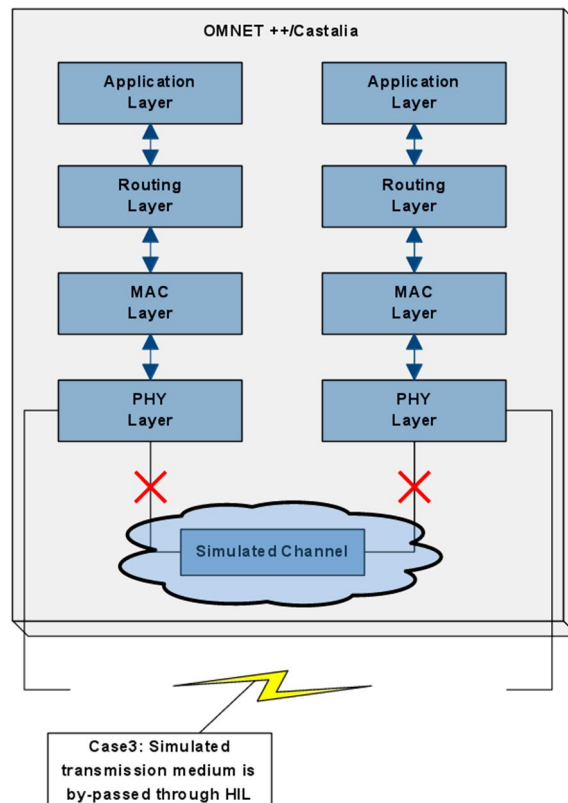 OMNET ++/Castalia
Application
Layer
Application
Layer
Routing
Layer
Routing
Layer
MAC
Layer
MAC
Layer
PHY
Layer
PHY
Layer
Simulated Channel
Case3: Simulated
transmission medium is
by-passed through HIL